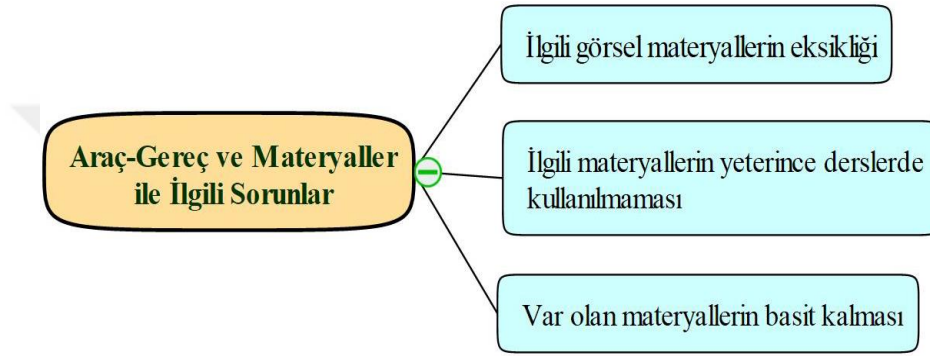 Araç-Gereç ve Materyaller
ile İlgili Sorunlar
İlgili görsel materyallerin eksikliği
İlgili materyallerin yeterince derslerde
kullanılmaması
Var olan materyallerin basit kalması